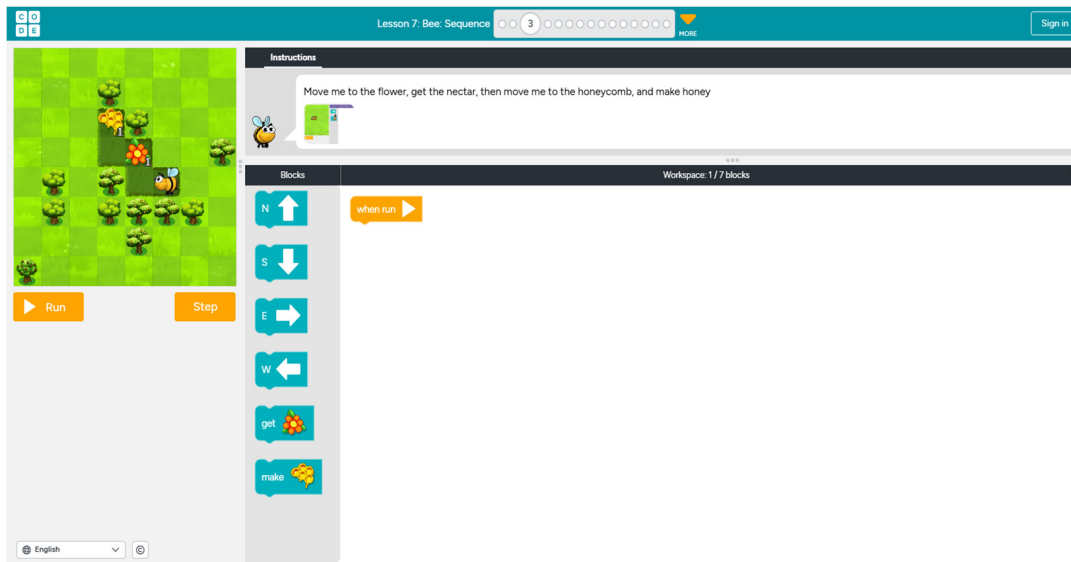 CO
DE
Lesson 7: Bee: Sequence
3
MORE
Sign in
Instructions
Move me to the flower, get the nectar, then move me to the honeycomb, and make honey
1
1
Blocks
Workspace: 1 / 7 blocks
N
when run
S
Run
Step
E
W
get
make
English
©